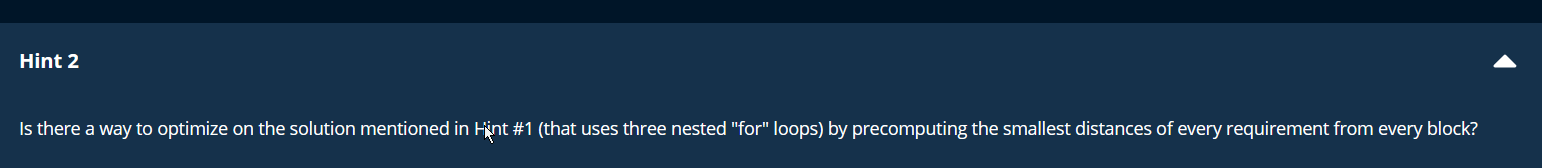 Hint 2
Is there a way to optimize on the solution mentioned in Hint #1 (that uses three nested "for" loops) by precomputing the smallest distances of every requirement from every block?